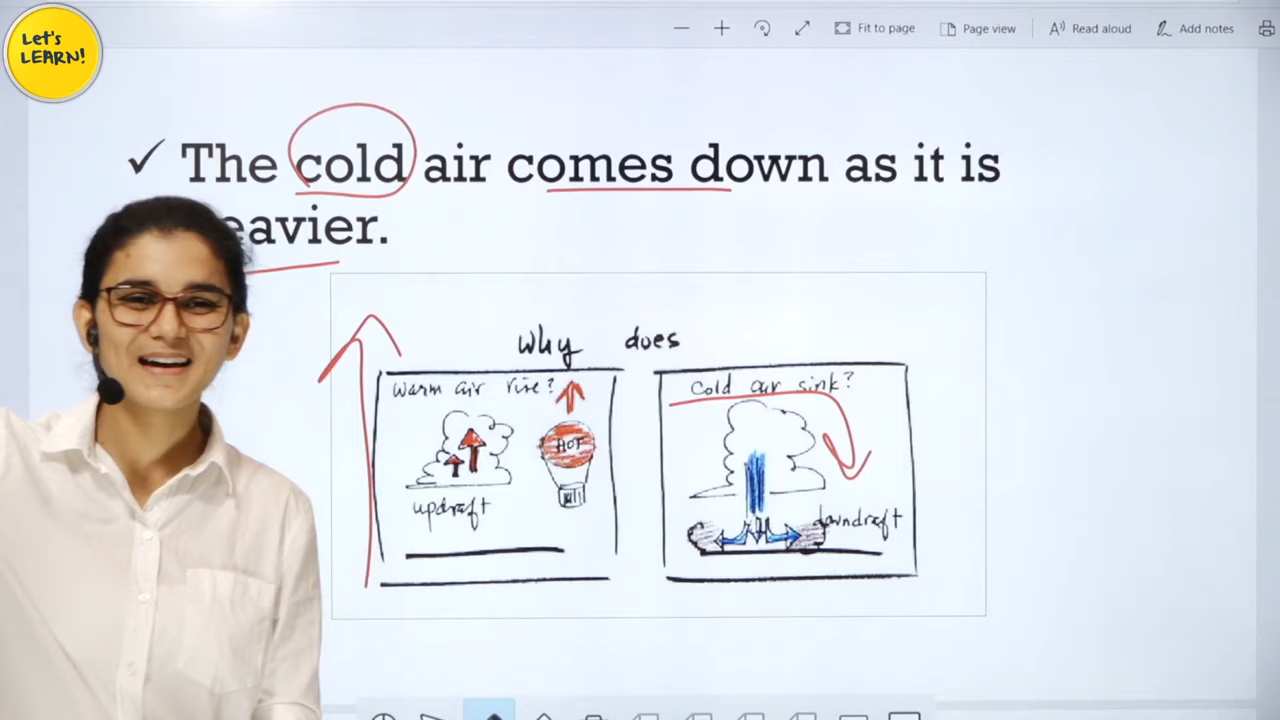 Let's
LEARN!
Fit to page
Page view
Read aloud
Add notes
✓ The cold air comes down as it is
eavier.
Why does
warm air rise?
HOT
updraft
Cold air sink?
downdraft